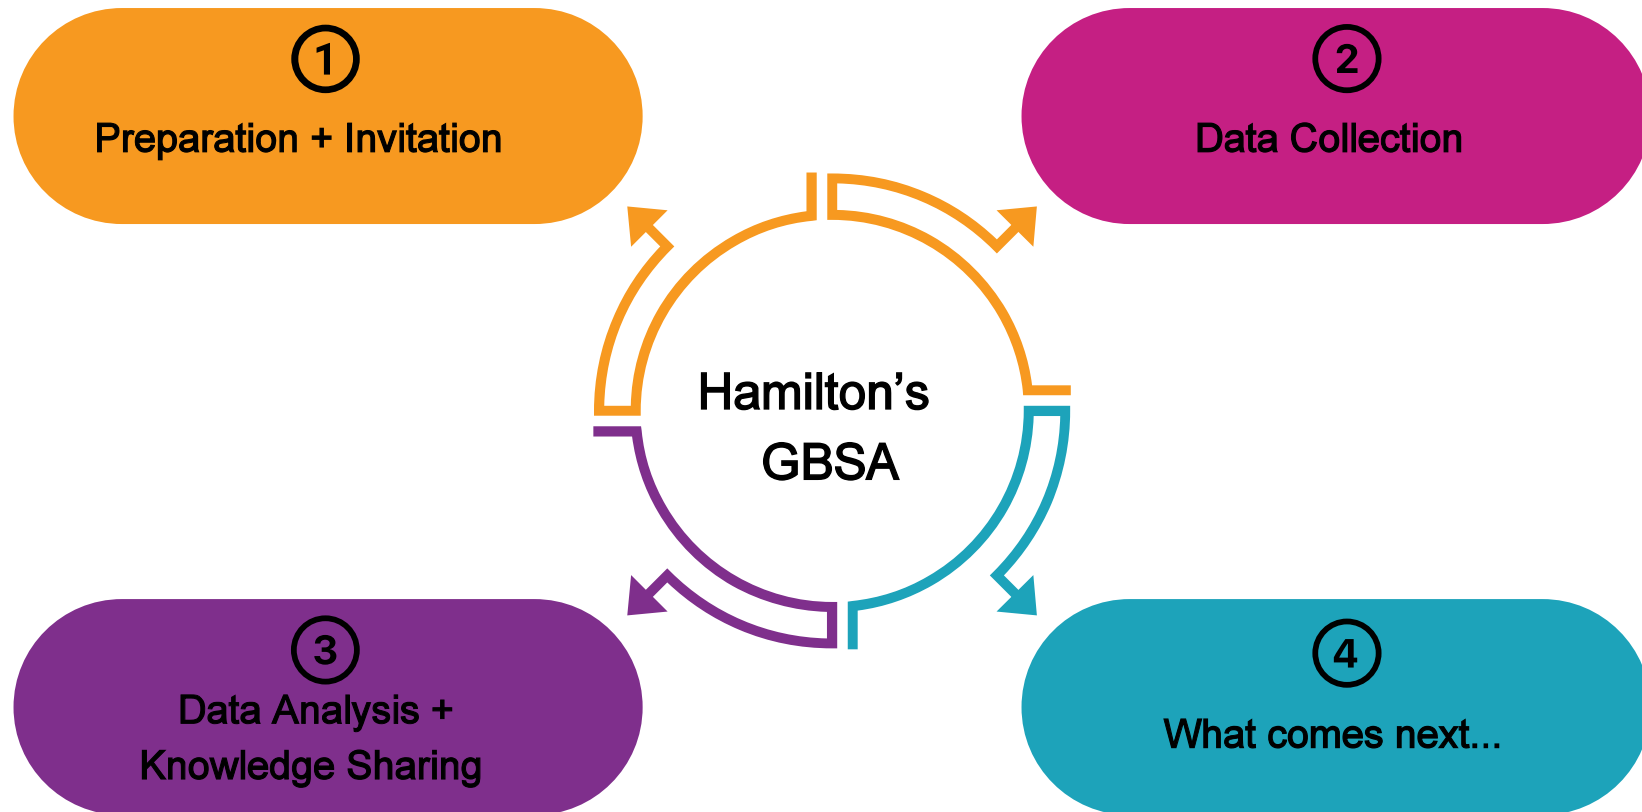 1
Preparation + Invitation
2
Data Collection
Hamilton’s
GBSA
3
Data Analysis +
Knowledge Sharing
4
What comes next...